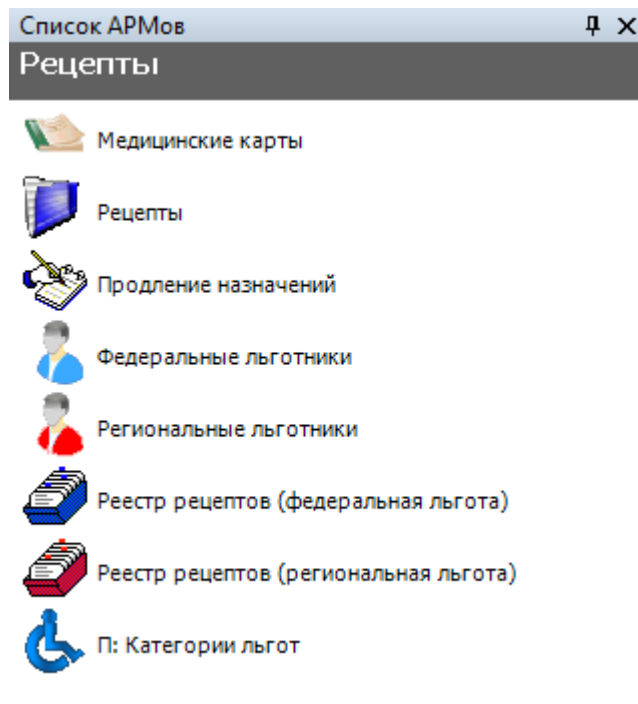 Список АРМов
Рецепты
Медицинские карты
Рецепты
Продление назначений
Федеральные льготники
Региональные льготники
Реестр рецептов (федеральная льгота)
Реестр рецептов (региональная льгота)
П: Категории льгот